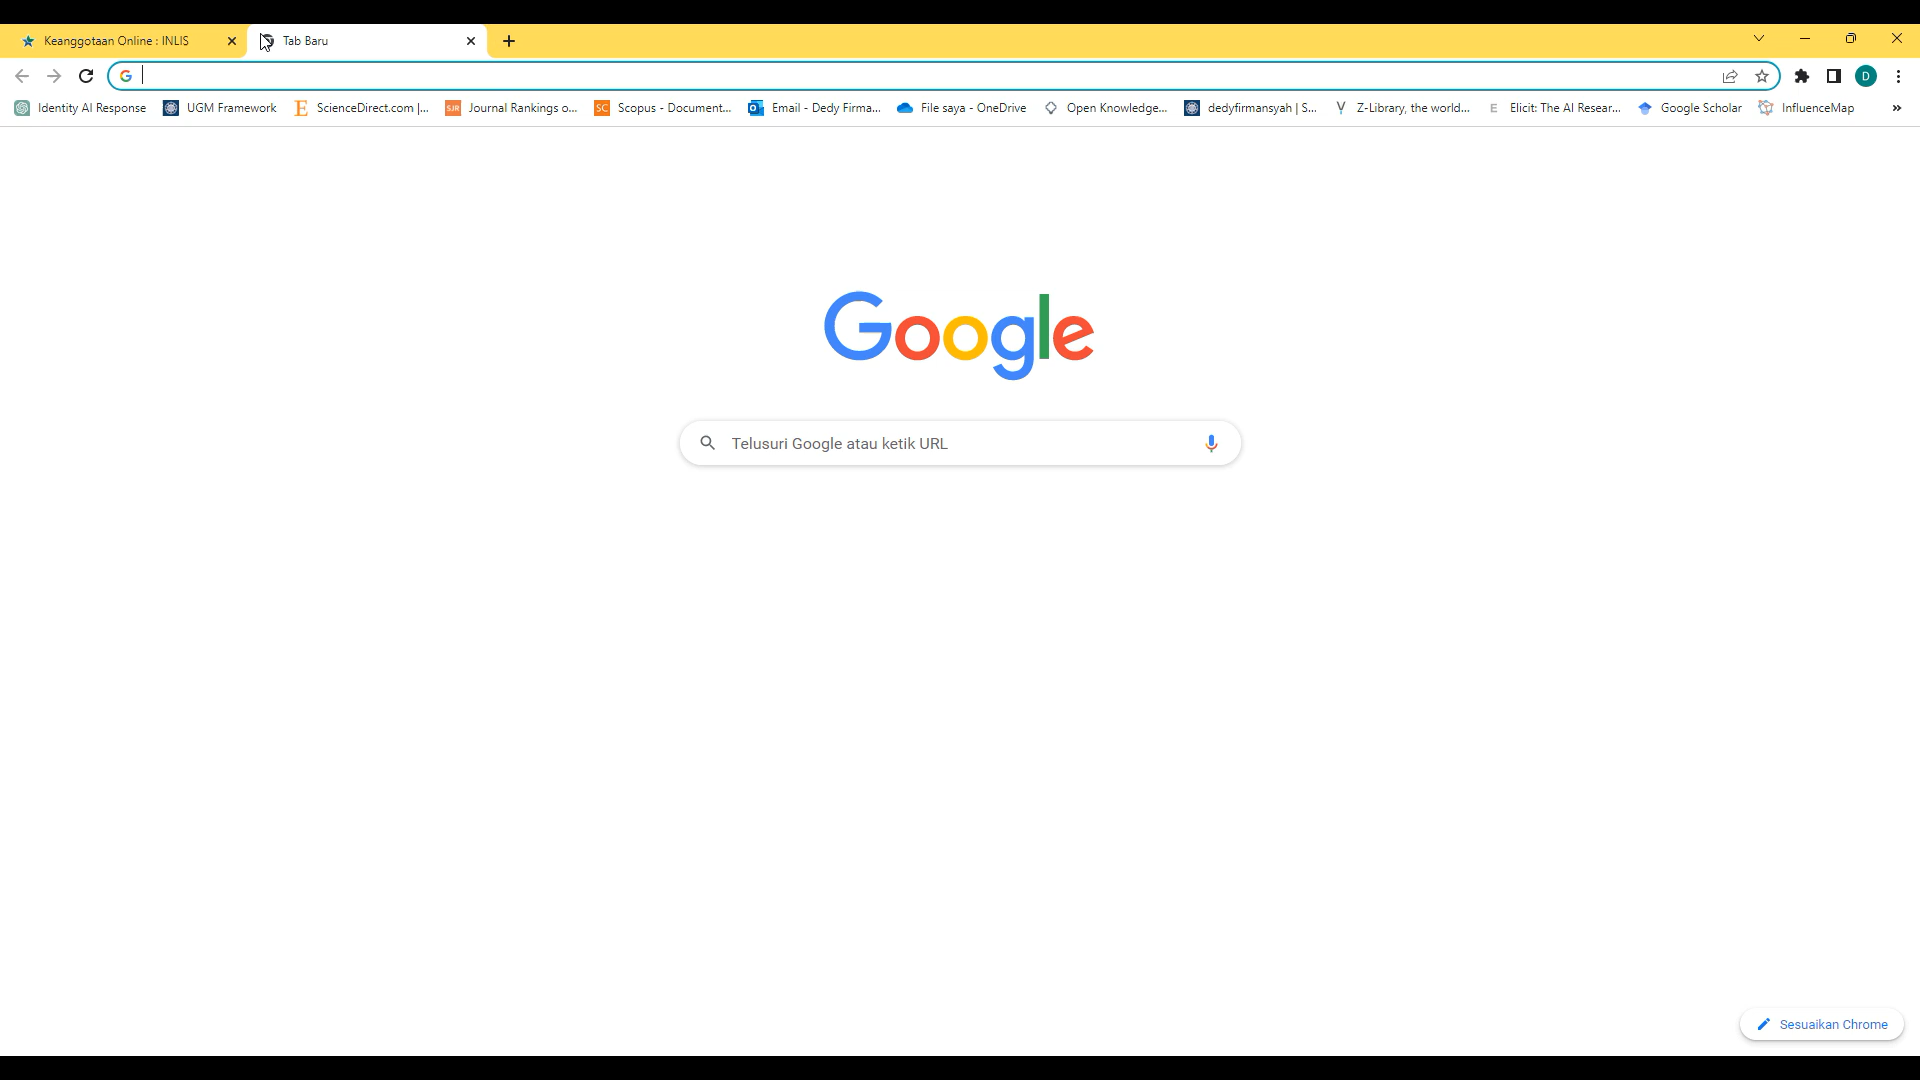 Keanggotaan Online : INLIS
Tab Baru
D
Identity AI Response
UGM Framework
E ScienceDirect.com |...
SJR Journal Rankings o...
SC Scopus - Document...
Email - Dedy Firma...
File saya - OneDrive
Open Knowledge...
dedyfirmansyah | S...
Z-Library, the world...
E Elicit: The AI Resear...
Google Scholar
InfluenceMap
»
Google
Telusuri Google atau ketik URL
Sesuaikan Chrome